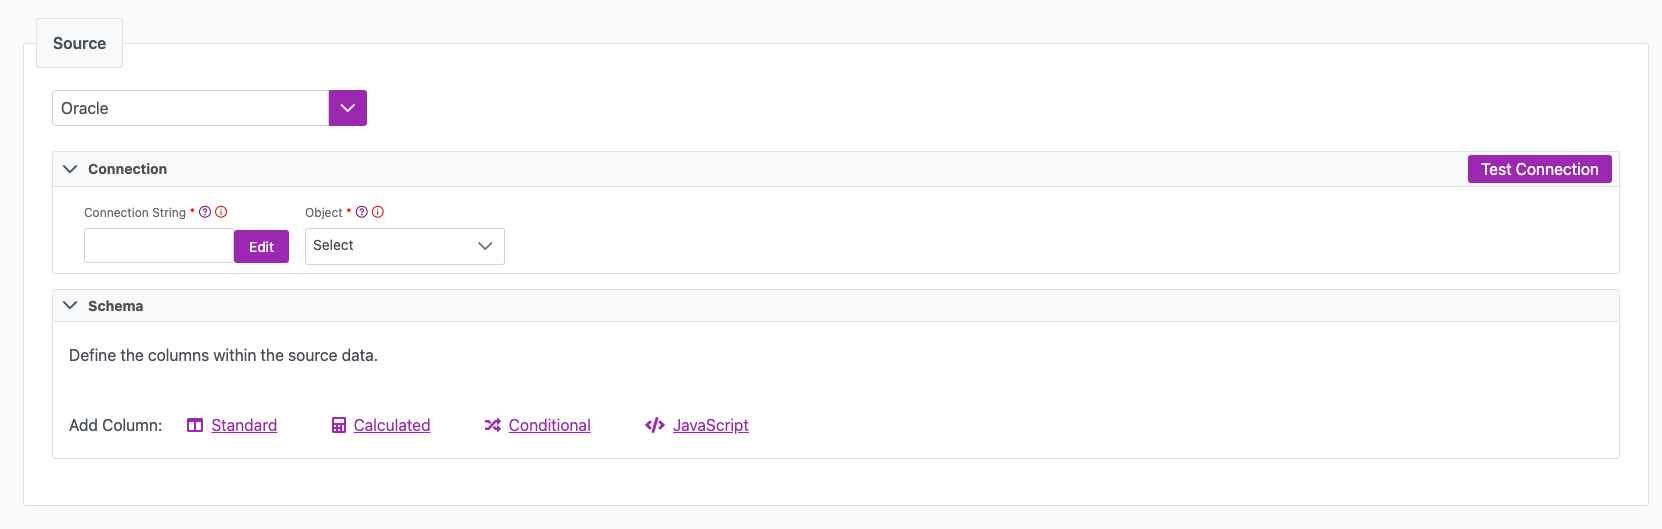 Source
Oracle
Connection
Test Connection
Connection String *
Object *
Edit
Select
Schema
Define the columns within the source data.
Add Column: Standard Calculated Conditional JavaScript